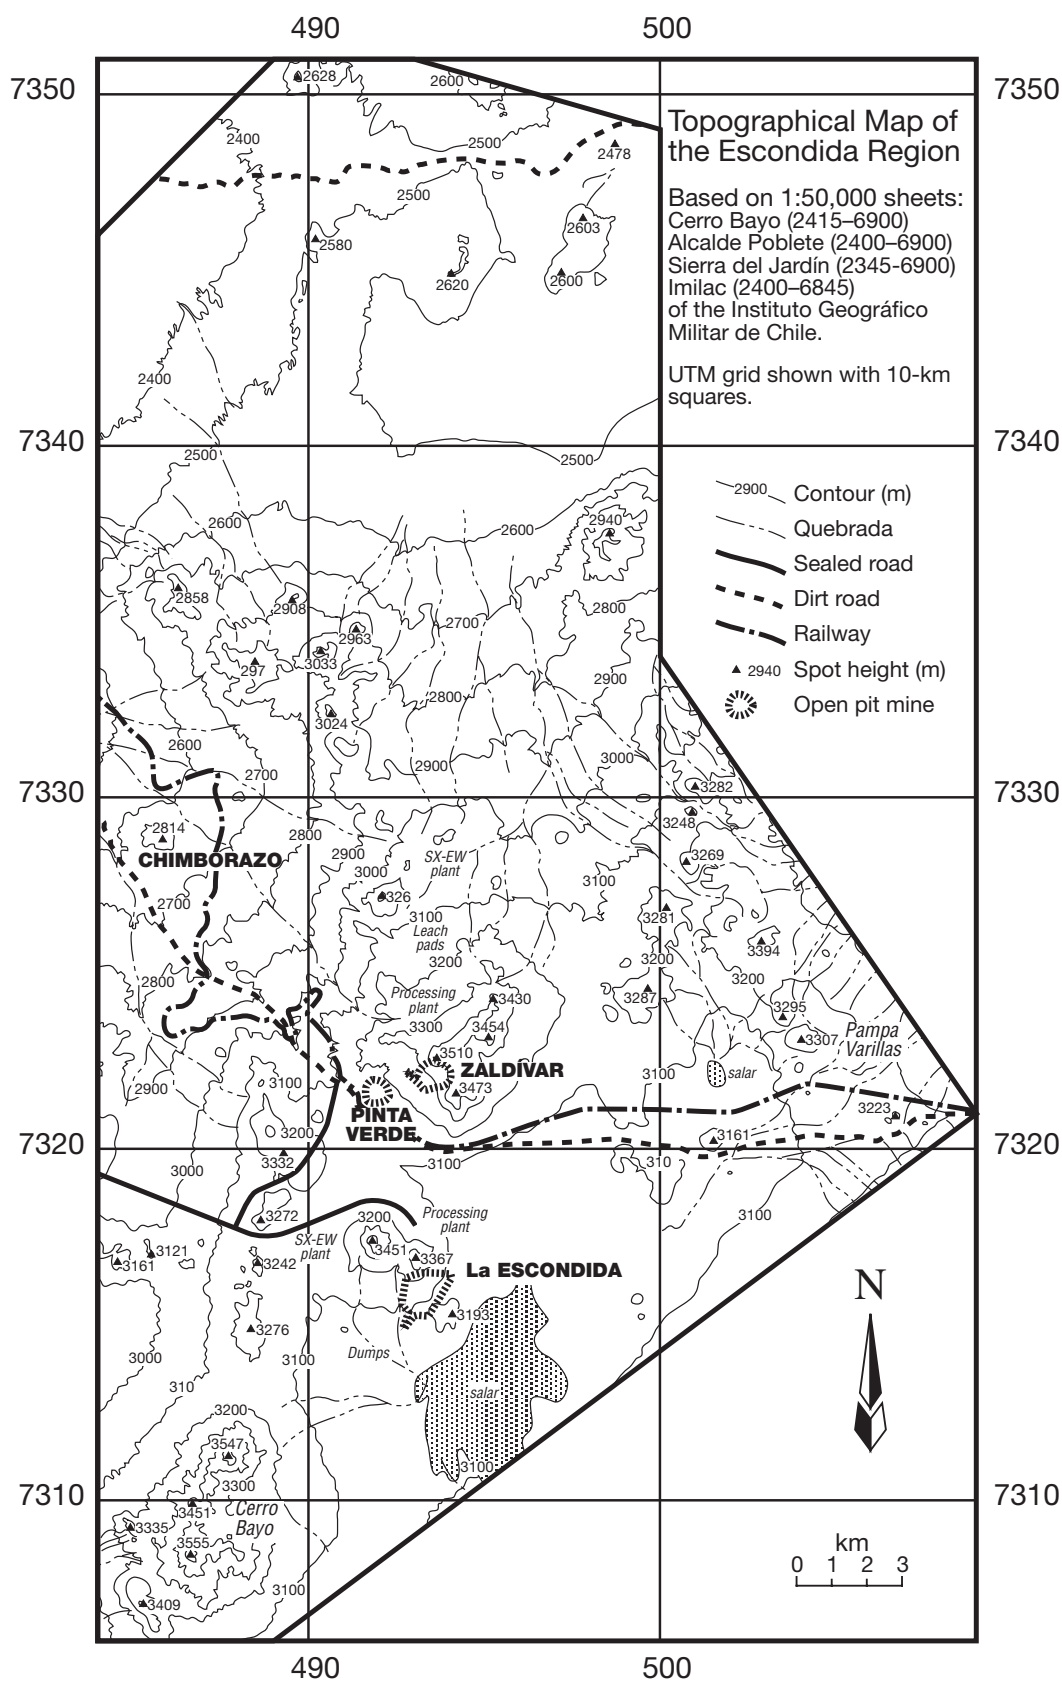 490
500
7350
7350
2628
2600
Topographical Map of
the Escondida Region
2400
2500
2478
Based on 1:50,000 sheets:
Cerro Bayo (2415–6900)
Alcalde Poblete (2400–6900)
Sierra del Jardín (2345-6900)
Imilac (2400–6845)
of the Instituto Geográfico
Militar de Chile.
2500
2603
2580
2620
2600
UTM grid shown with 10-km
squares.
2400
7340
7340
2500
2500
2900
Contour (m)
Quebrada
Sealed road
Dirt road
Railway
2940
Spot height (m)
Open pit mine
2600
2600
2940
2858
2908
2800
2700
2963
3033
297
2900
2800
3024
2600
2700
2900
3000
7330
7330
3282
3248
2814
2800
CHIMBORAZO
2900
SX-EW
plant
3269
3000
3100
326
2700
3100
Leach
pads
3281
3394
3200
3200
2800
3200
Processing
plant
3430
3287
3295
3300
3454
3307
Pampa
Varillas
3510
ZALDÍVAR
2900
3100
3473
3100
salar
PINTA
VERDE
3223
3200
3161
7320
7320
3332
3000
3100
310
3272
3200
Processing
plant
3100
SX-EW
plant
3121
3161
3242
3451
3367
La ESCONDIDA
N
3193
3276
Dumps
3000
3100
310
salar
3200
3547
3100
3300
7310
7310
3451
Cerro
Bayo
3335
3555
km
0 1 2 3
3100
3409
490
500